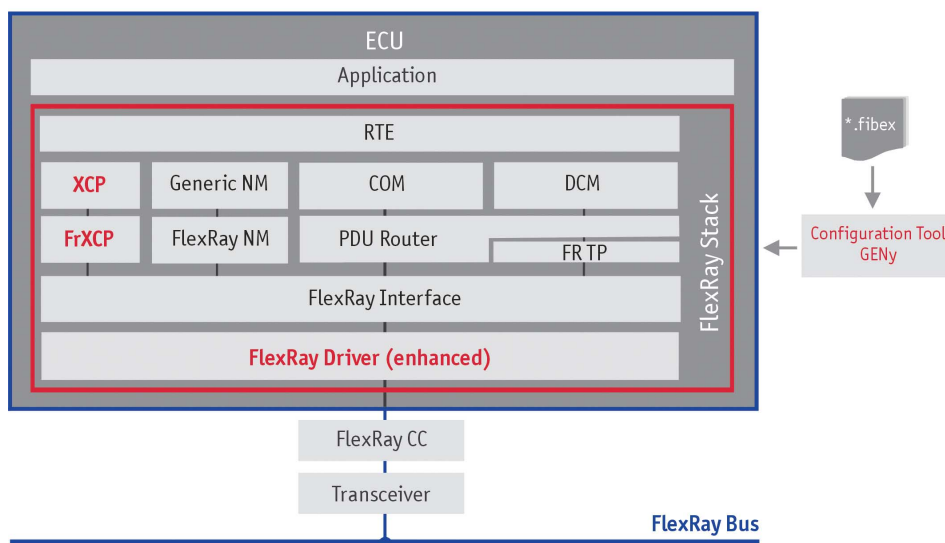 ECU
Application
RTE
XCP
Generic NM
COM
DCM
FrXCP
FlexRay NM
PDU Router
FR TP
FlexRay Interface
FlexRay Driver (enhanced)
FlexRay Stack
*.fibex
Configuration Tool
GENy
FlexRay CC
Transceiver
FlexRay Bus